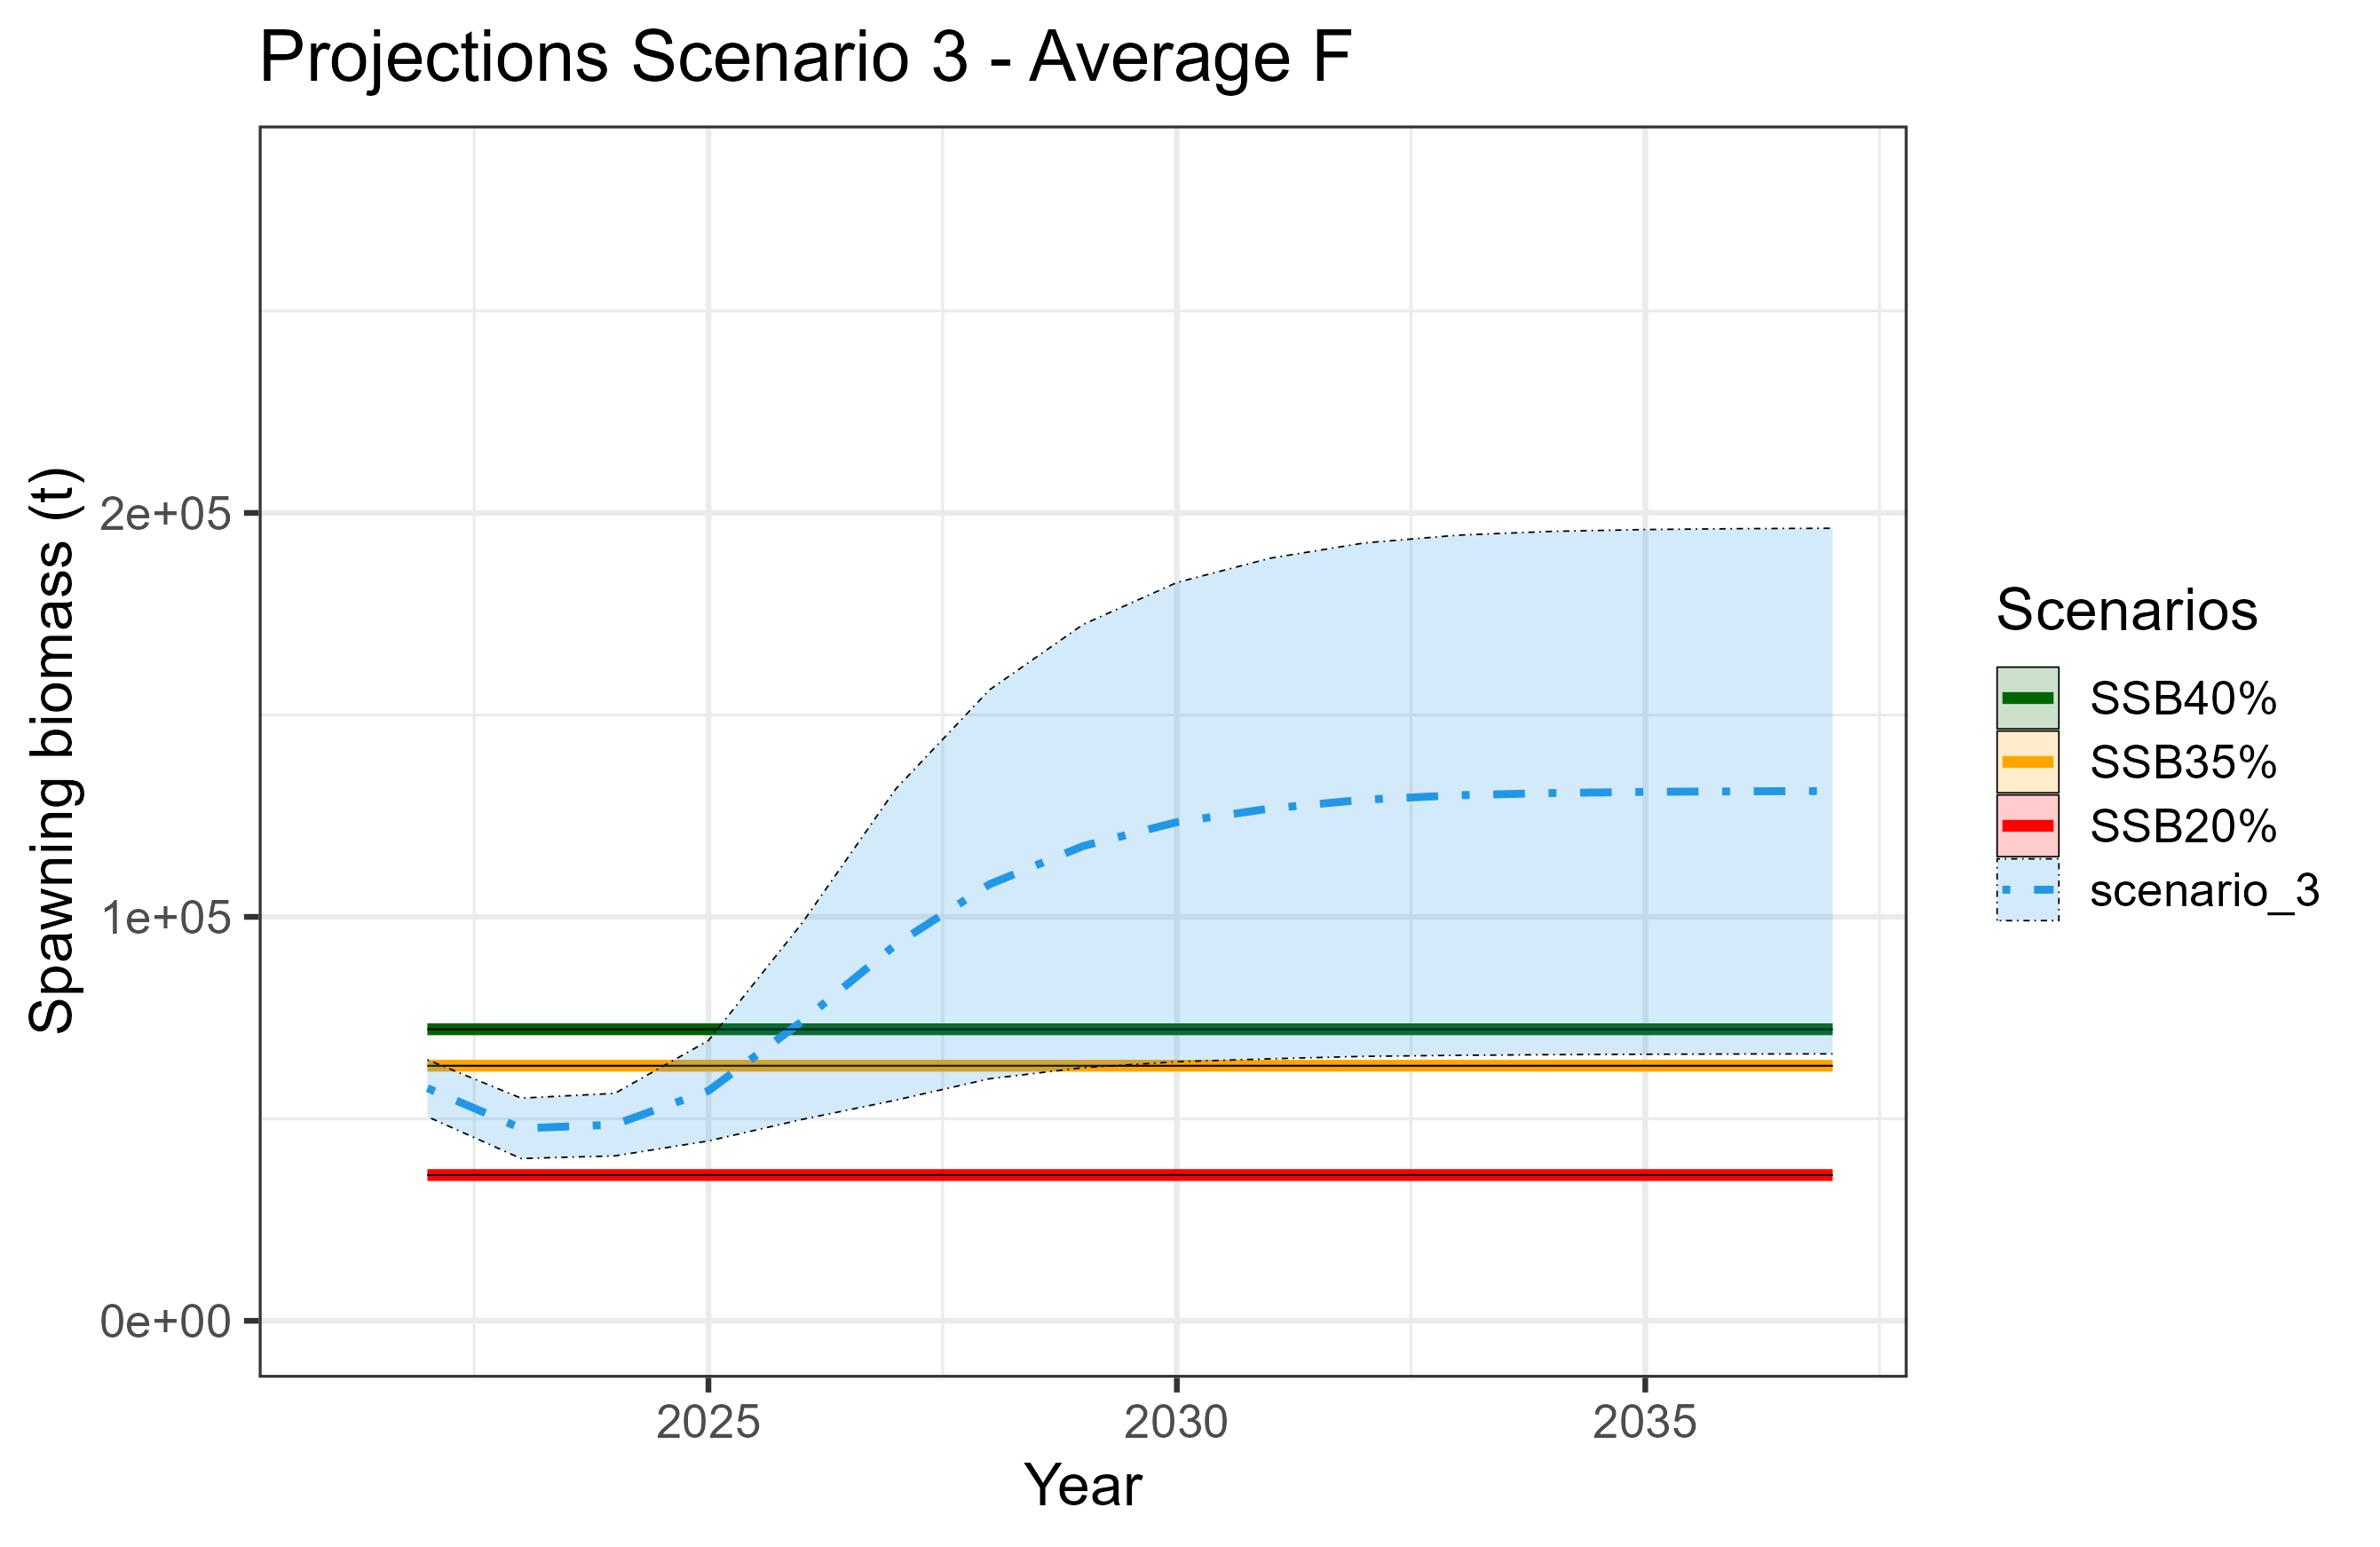 Projections Scenario 3 - Average F
Spawning biomass (t)
2e+05
1e+05
0e+00
2025
2030
2035
Year
Scenarios
SSB40%
SSB35%
SSB20%
scenario_3